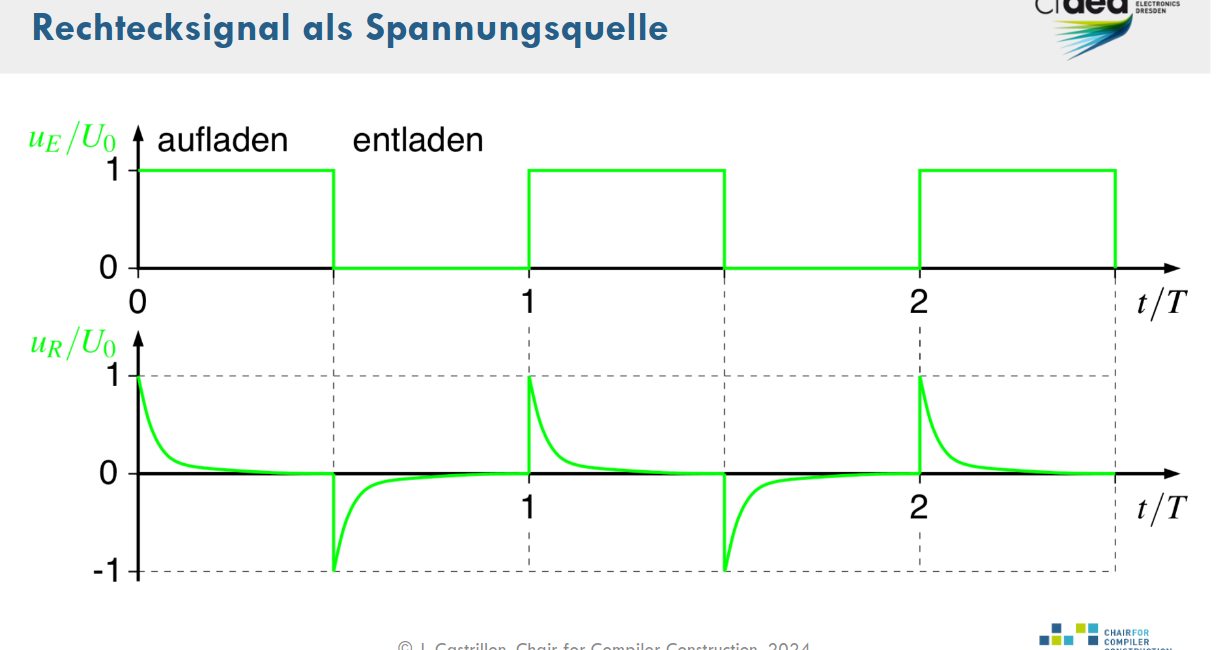 Rechtecksignal als Spannungsquelle
cfaed
ELECTRONICS
DRESDEN
u_E/U_0
aufladen entladen
1
0
0 1 2 t/T
u_R/U_0
1
0
1 2 t/T
-1
© J. Castrillon, Chair for Compiler Construction, 2024
CHAIR FOR
COMPILER
CONSTRUCTION